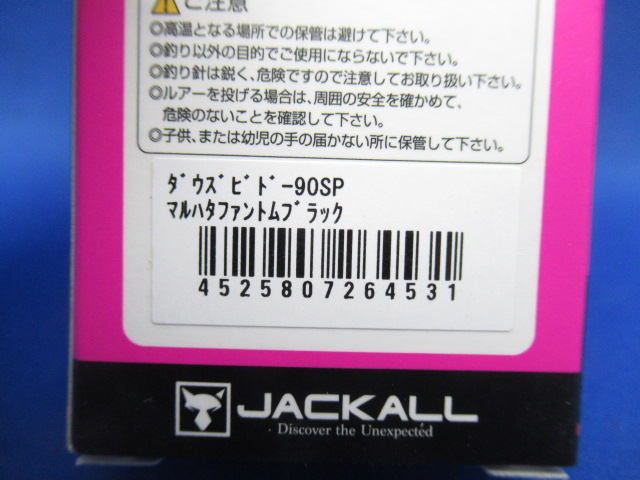 ご注意
◎高温となる場所での保管は避けて下さい。
◎釣り以外の目的でご使用にならないで下さい。
◎釣り針は鋭く、危険ですので注意してお取り扱い下さい。
◎ルアーを投げる場合は、周囲の安全を確かめて、
危険のないことを確認して下さい。
◎子供、または幼児の手の届かない所に保管して下さい。
ﾀﾞｳｽﾞﾋﾞﾄﾞｰ90SP
ﾏﾙﾊﾀﾌｧﾝﾄﾑﾌﾞﾗｯｸ
4525807264531
JACKALL
Discover the Unexpected